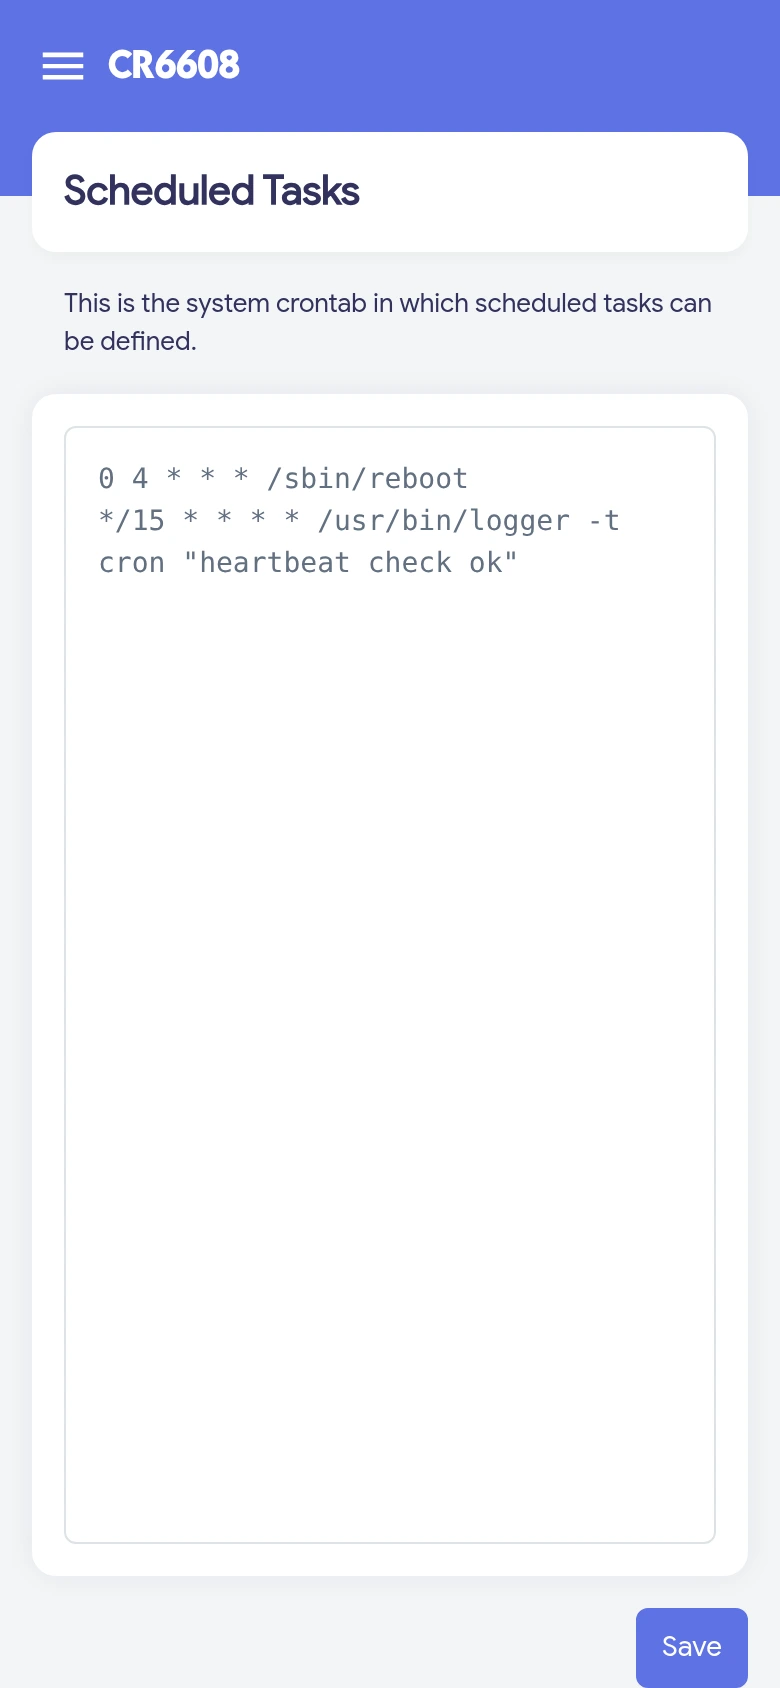 CR6608
Scheduled Tasks
This is the system crontab in which scheduled tasks can
be defined.
0 4 * * * /sbin/reboot
*/15 * * * * /usr/bin/logger -t
cron "heartbeat check ok"
Save